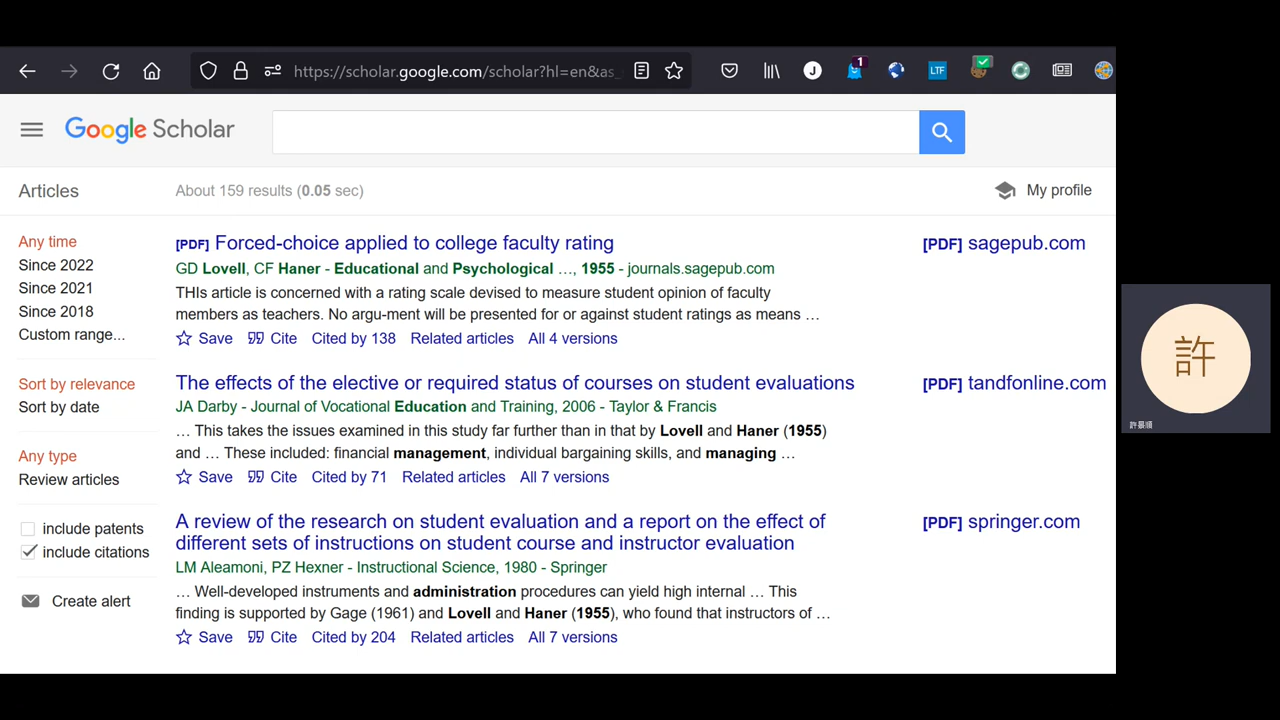 https://scholar.google.com/scholar?hl=en&as_
1
J
LTF
Google Scholar
Articles
About 159 results (0.05 sec)
My profile
Any time
Since 2022
Since 2021
Since 2018
Custom range...
Sort by relevance
Sort by date
Any type
Review articles
include patents
include citations
Create alert
[PDF] Forced-choice applied to college faculty rating
[PDF] sagepub.com
GD Lovell, CF Haner - Educational and Psychological …, 1955 - journals.sagepub.com
THIs article is concerned with a rating scale devised to measure student opinion of faculty
members as teachers. No argu-ment will be presented for or against student ratings as means …
Save Cite Cited by 138 Related articles All 4 versions
The effects of the elective or required status of courses on student evaluations
[PDF] tandfonline.com
JA Darby - Journal of Vocational Education and Training, 2006 - Taylor & Francis
… This takes the issues examined in this study far further than in that by Lovell and Haner (1955)
and … These included: financial management, individual bargaining skills, and managing …
Save Cite Cited by 71 Related articles All 7 versions
A review of the research on student evaluation and a report on the effect of
different sets of instructions on student course and instructor evaluation
[PDF] springer.com
LM Aleamoni, PZ Hexner - Instructional Science, 1980 - Springer
… Well-developed instruments and administration procedures can yield high internal … This
finding is supported by Gage (1961) and Lovell and Haner (1955), who found that instructors of …
Save Cite Cited by 204 Related articles All 7 versions
許